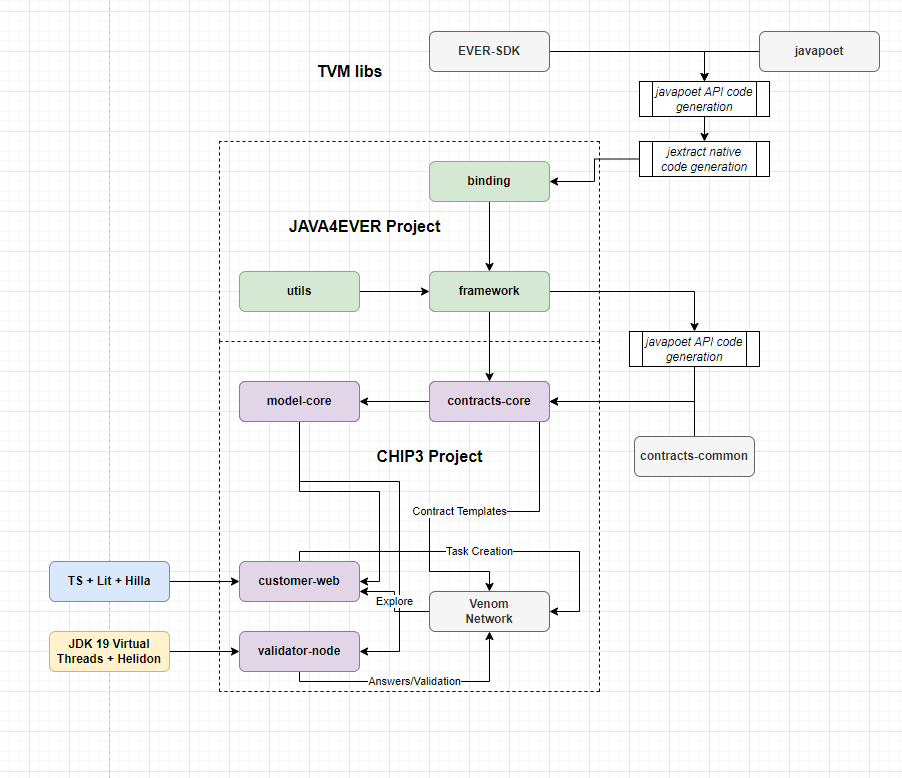 EVER-SDK
javapoet
TVM libs
javapoet API code
generation
jextract native
code generation
binding
JAVA4EVER Project
utils
framework
javapoet API code
generation
model-core
contracts-core
CHIP3 Project
contracts-common
Contract Templates
Task Creation
TS + Lit + Hilla
customer-web
Explore
Venom
Network
JDK 19 Virtual
Threads + Helidon
validator-node
Answers/Validation